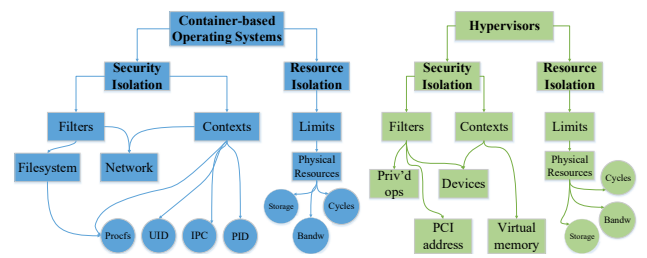 Container-based
Operating Systems
Hypervisors
Security
Isolation
Resource
Isolation
Security
Isolation
Resource
Isolation
Filters
Contexts
Limits
Filters
Contexts
Limits
Filesystem
Network
Physical
Resources
Priv'd
ops
Devices
Physical
Resources
Storage
Cycles
Cycles
Procfs
UID
IPC
PID
Bandw
PCI
address
Virtual
memory
Storage
Bandw